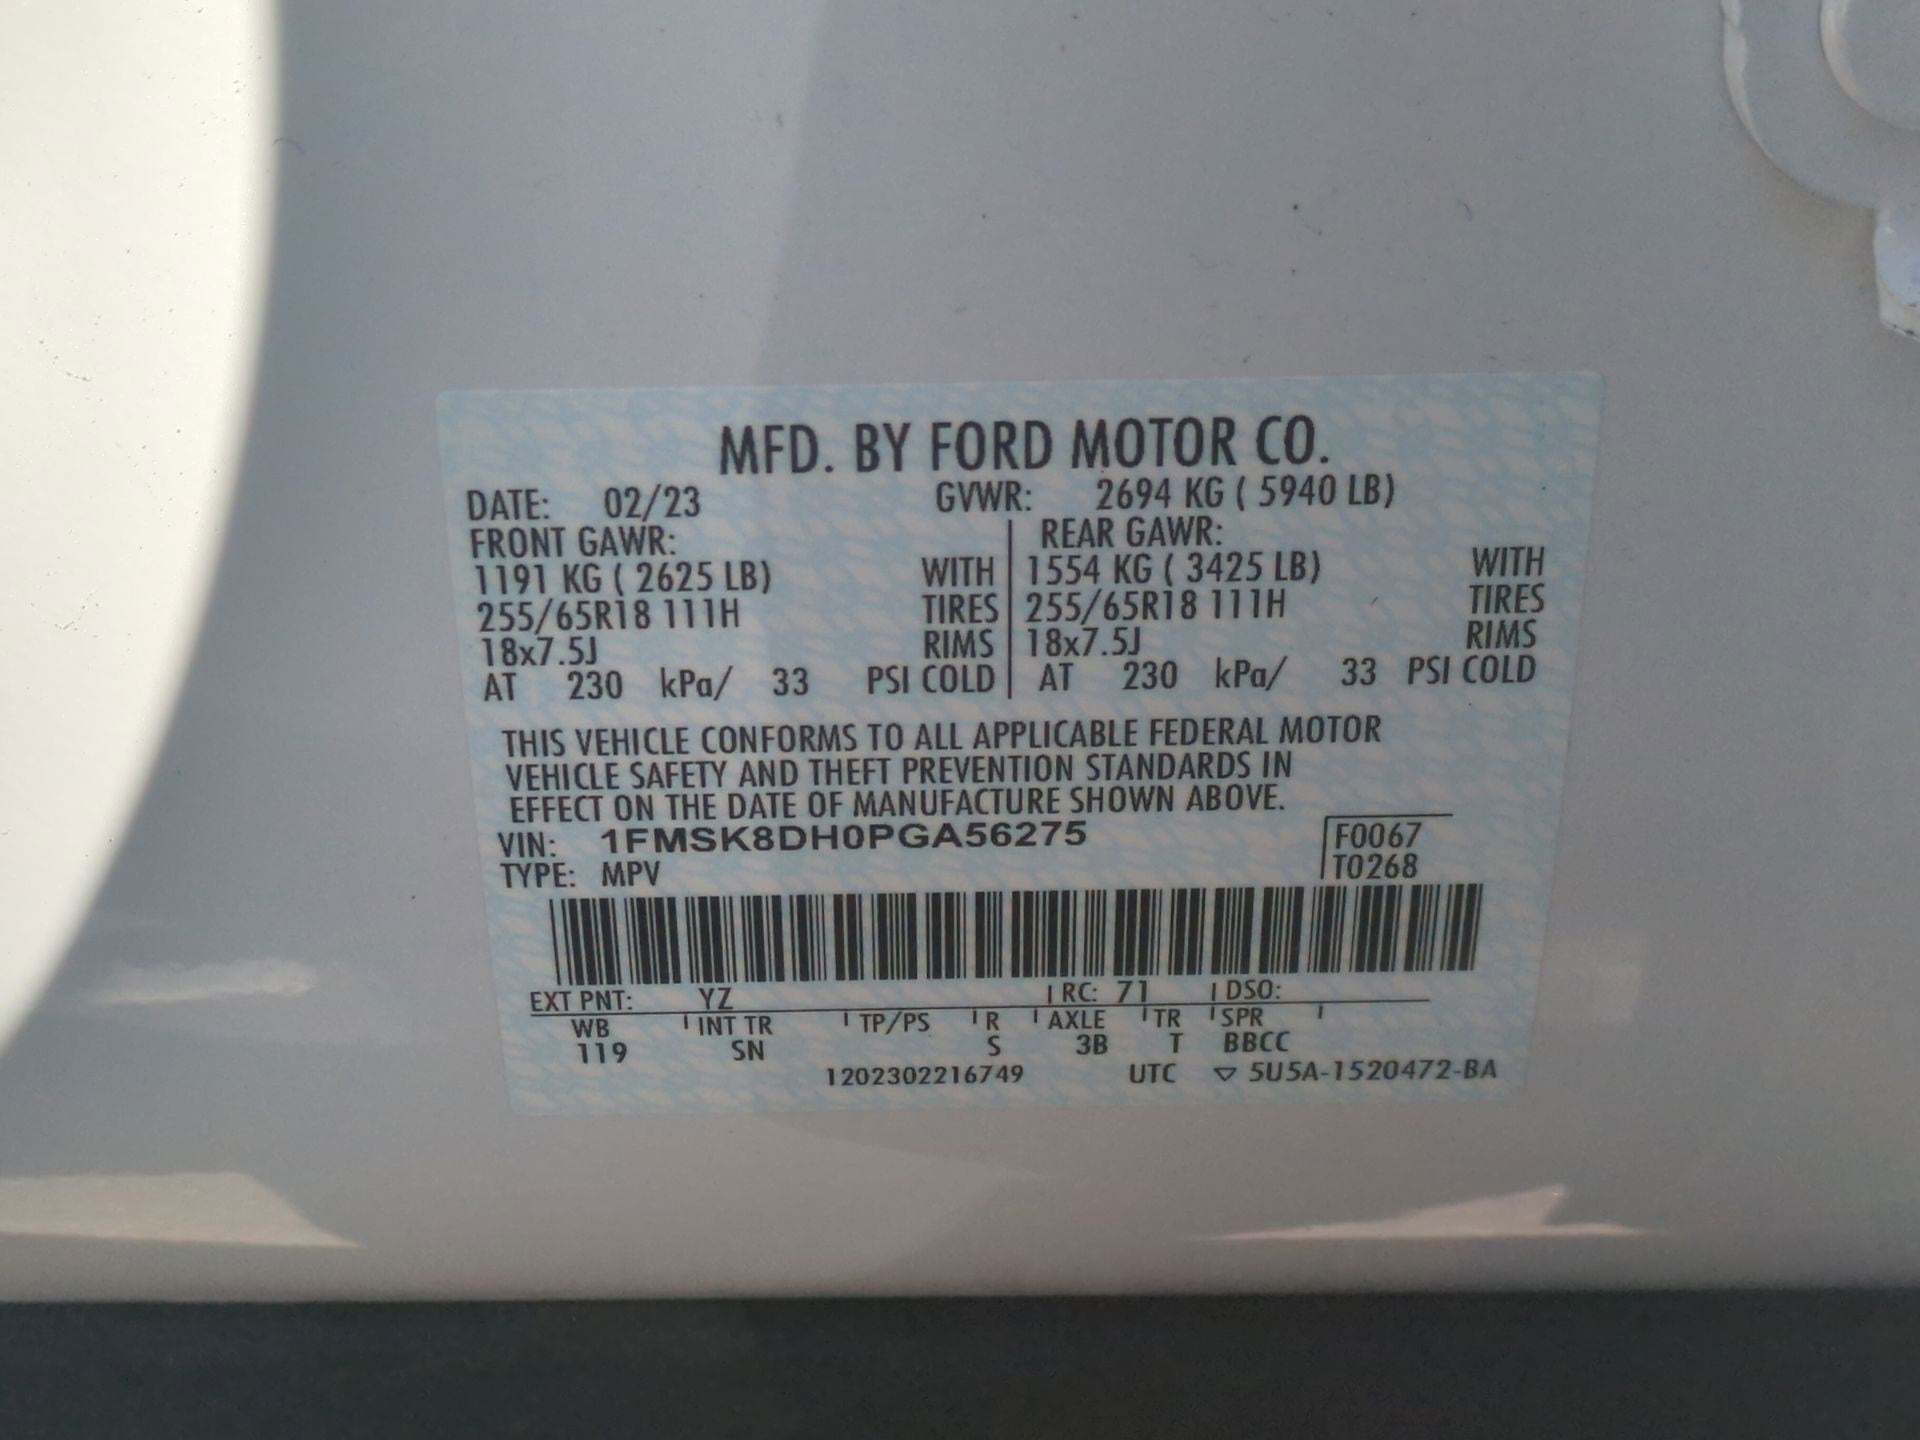 MFD. BY FORD MOTOR CO.
DATE: 02/23 GVWR: 2694 KG ( 5940 LB)
FRONT GAWR: REAR GAWR:
1191 KG ( 2625 LB) WITH 1554 KG ( 3425 LB) WITH
255/65R18 111H TIRES 255/65R18 111H TIRES
18x7.5J RIMS 18x7.5J RIMS
AT 230 kPa/ 33 PSI COLD AT 230 kPa/ 33 PSI COLD
THIS VEHICLE CONFORMS TO ALL APPLICABLE FEDERAL MOTOR
VEHICLE SAFETY AND THEFT PREVENTION STANDARDS IN
EFFECT ON THE DATE OF MANUFACTURE SHOWN ABOVE.
VIN: 1FMSK8DH0PGA56275 F0067
TYPE: MPV T0268
EXT PNT: YZ RC: 71 DSO:
WB INT TR TP/PS R AXLE TR SPR
119 SN S 3B T BBCC
1202302216749 UTC ▽ 5U5A-1520472-BA